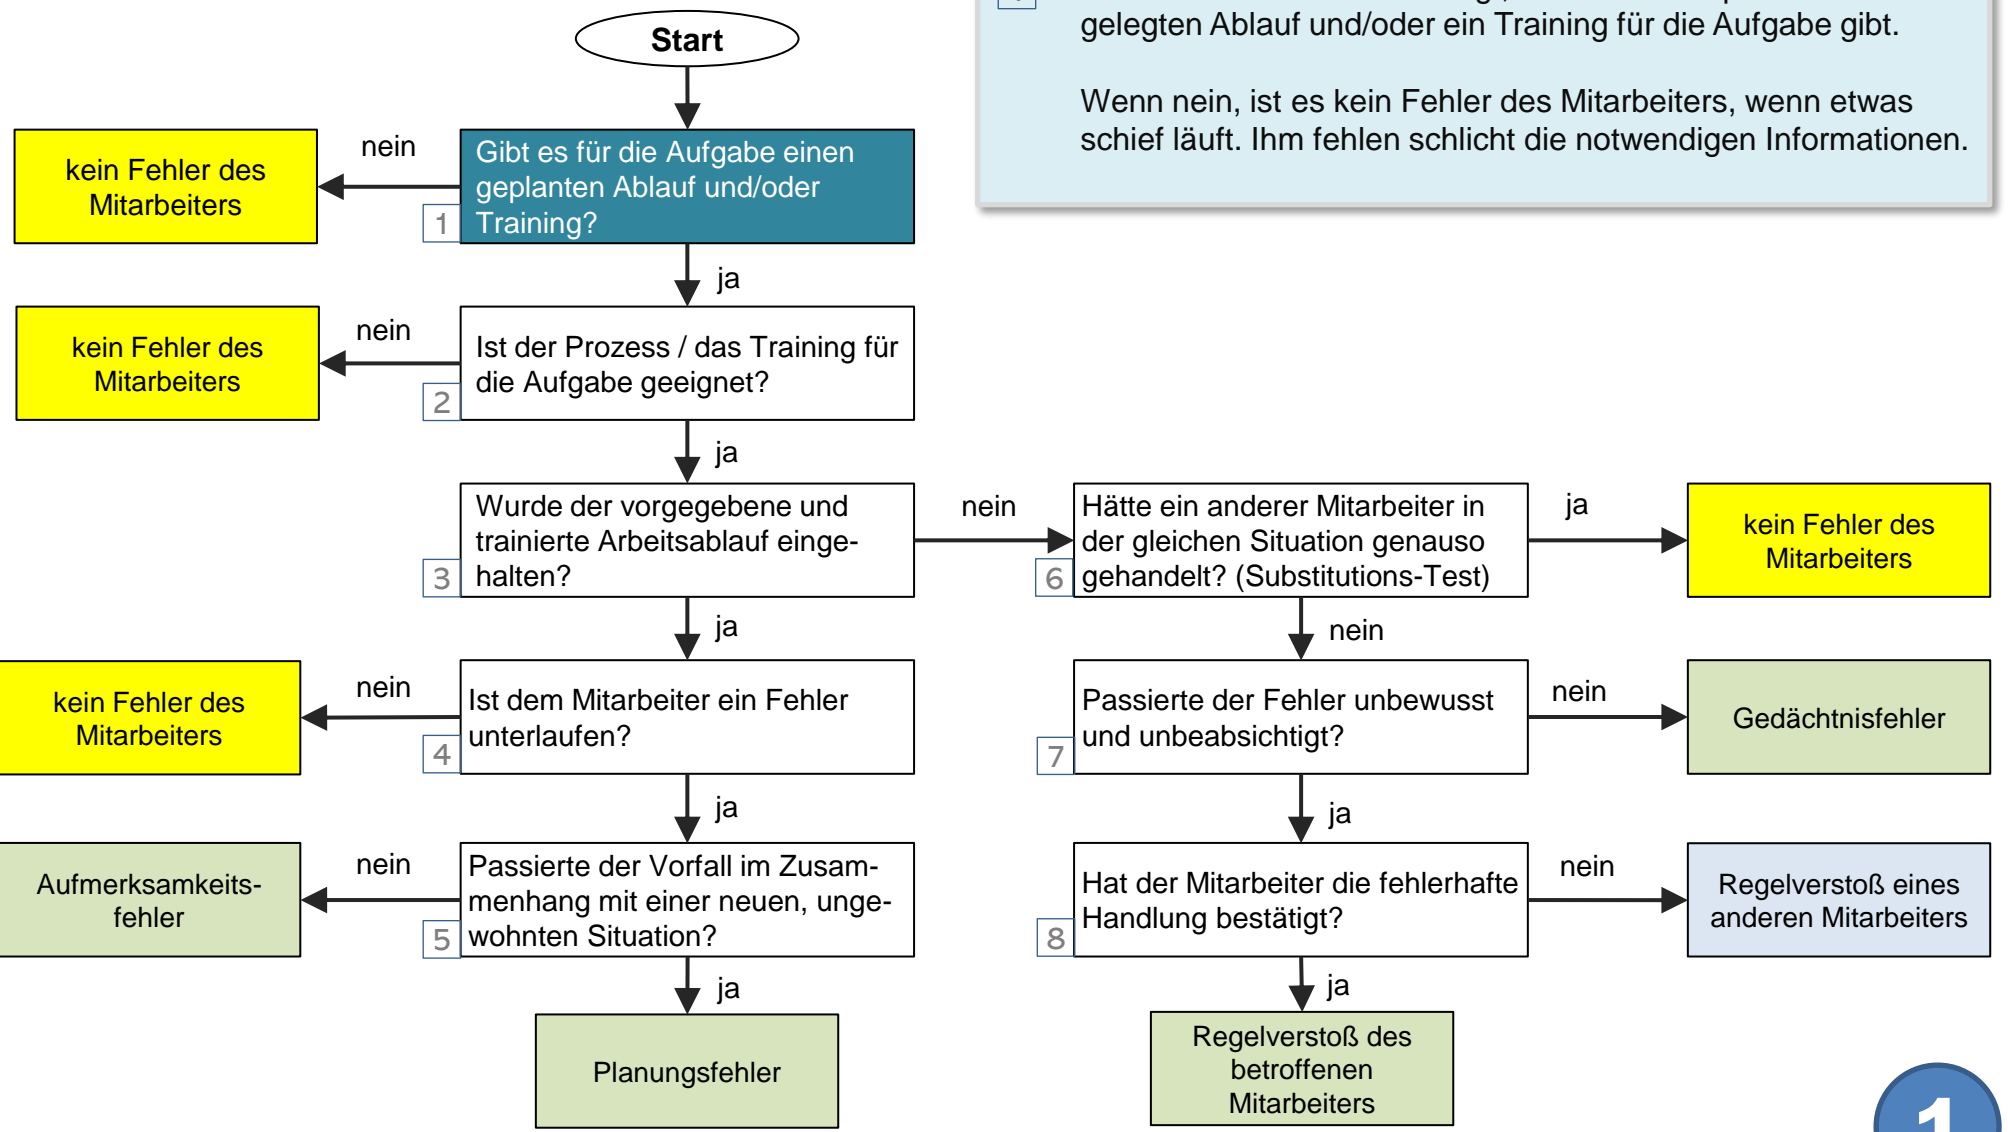 gelegten Ablauf und/oder ein Training für die Aufgabe gibt.
Wenn nein, ist es kein Fehler des Mitarbeiters, wenn etwas
schief läuft. Ihm fehlen schlicht die notwendigen Informationen.
Start
kein Fehler des
Mitarbeiters
nein
Gibt es für die Aufgabe einen
geplanten Ablauf und/oder
Training?
1
ja
kein Fehler des
Mitarbeiters
nein
Ist der Prozess / das Training für
die Aufgabe geeignet?
2
ja
Wurde der vorgegebene und
trainierte Arbeitsablauf einge-
halten?
3
nein
Hätte ein anderer Mitarbeiter in
der gleichen Situation genauso
gehandelt? (Substitutions-Test)
6
ja
kein Fehler des
Mitarbeiters
ja
nein
kein Fehler des
Mitarbeiters
nein
Ist dem Mitarbeiter ein Fehler
unterlaufen?
4
Passierte der Fehler unbewusst
und unbeabsichtigt?
7
nein
Gedächtnisfehler
ja
ja
Aufmerksamkeits-
fehler
nein
Passierte der Vorfall im Zusam-
menhang mit einer neuen, unge-
wohnten Situation?
5
Hat der Mitarbeiter die fehlerhafte
Handlung bestätigt?
8
nein
Regelverstoß eines
anderen Mitarbeiters
ja
ja
Planungsfehler
Regelverstoß des
betroffenen
Mitarbeiters
1